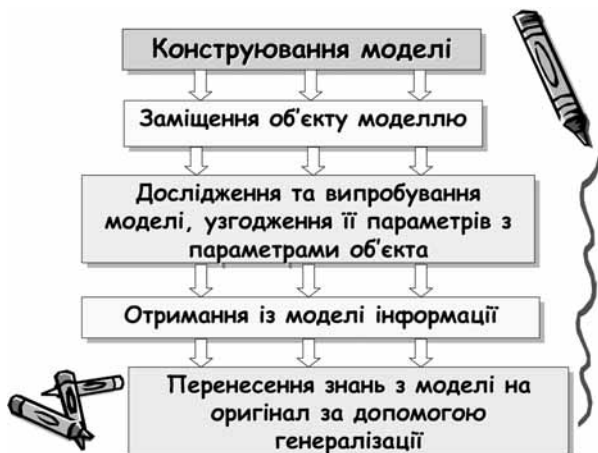 Конструювання моделі
Заміщення об'єкту моделлю
Дослідження та випробування
моделі, узгодження її параметрів з
параметрами об'єкта
Отримання із моделі інформації
Перенесення знань з моделі на
оригінал за допомогою
генералізації